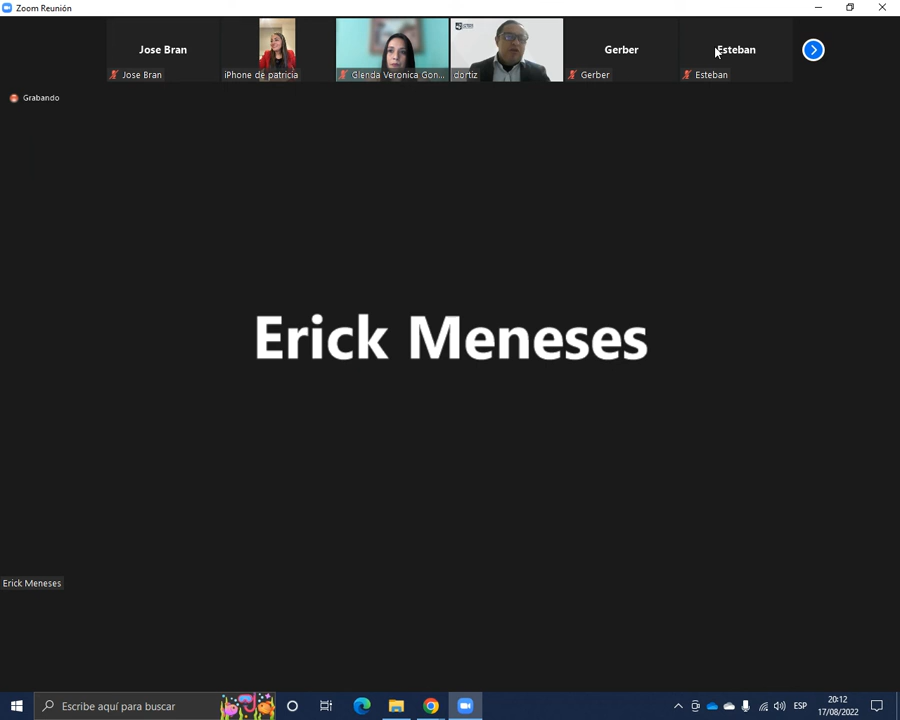 Zoom Reunión
Jose Bran
Gerber
Esteban
Jose Bran
iPhone de patricia
Glenda Veronica Gon...
dortiz
Gerber
Esteban
Grabando
Erick Meneses
Erick Meneses
Escribe aquí para buscar
ESP
20:12
17/08/2022